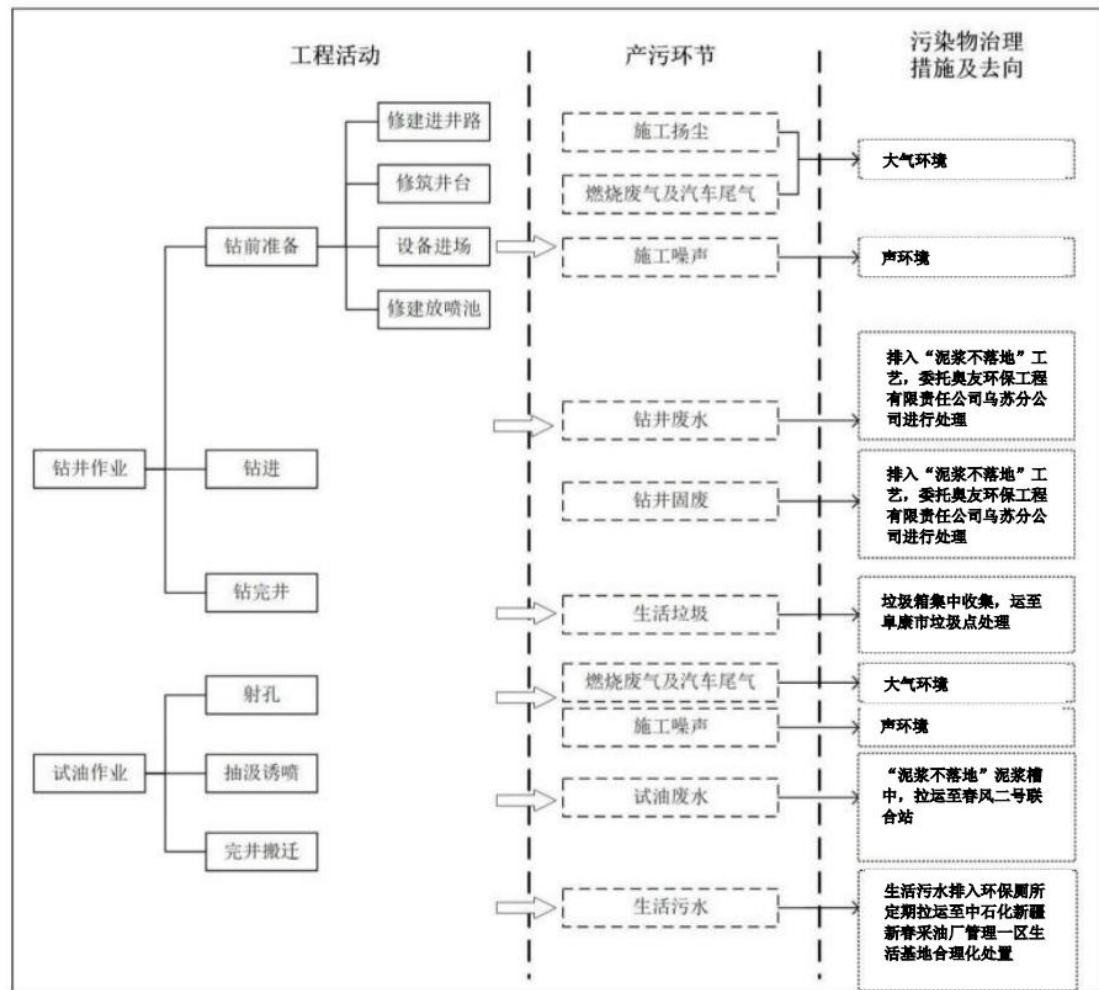 工程活动
产污环节
污染物治理
措施及去向
修建进井路
修筑井台
钻前准备
设备进场
修建放喷池
钻井作业
钻进
钻完井
射孔
试油作业
抽汲诱喷
完井搬迁
施工扬尘
燃烧废气及汽车尾气
施工噪声
钻井废水
钻井固废
生活垃圾
燃烧废气及汽车尾气
施工噪声
试油废水
生活污水
大气环境
声环境
排入“泥浆不落地”工
艺，委托奥友环保工程
有限责任公司乌苏分公
司进行处理
排入“泥浆不落地”工
艺，委托奥友环保工程
有限责任公司乌苏分公
司进行处理
垃圾箱集中收集，运至
阜康市垃圾点处理
大气环境
声环境
“泥浆不落地”泥浆槽
中，拉运至春风二号联
合站
生活污水排入环保厕所
定期拉运至中石化新疆
新春采油厂管理一区生
活基地合理化处置